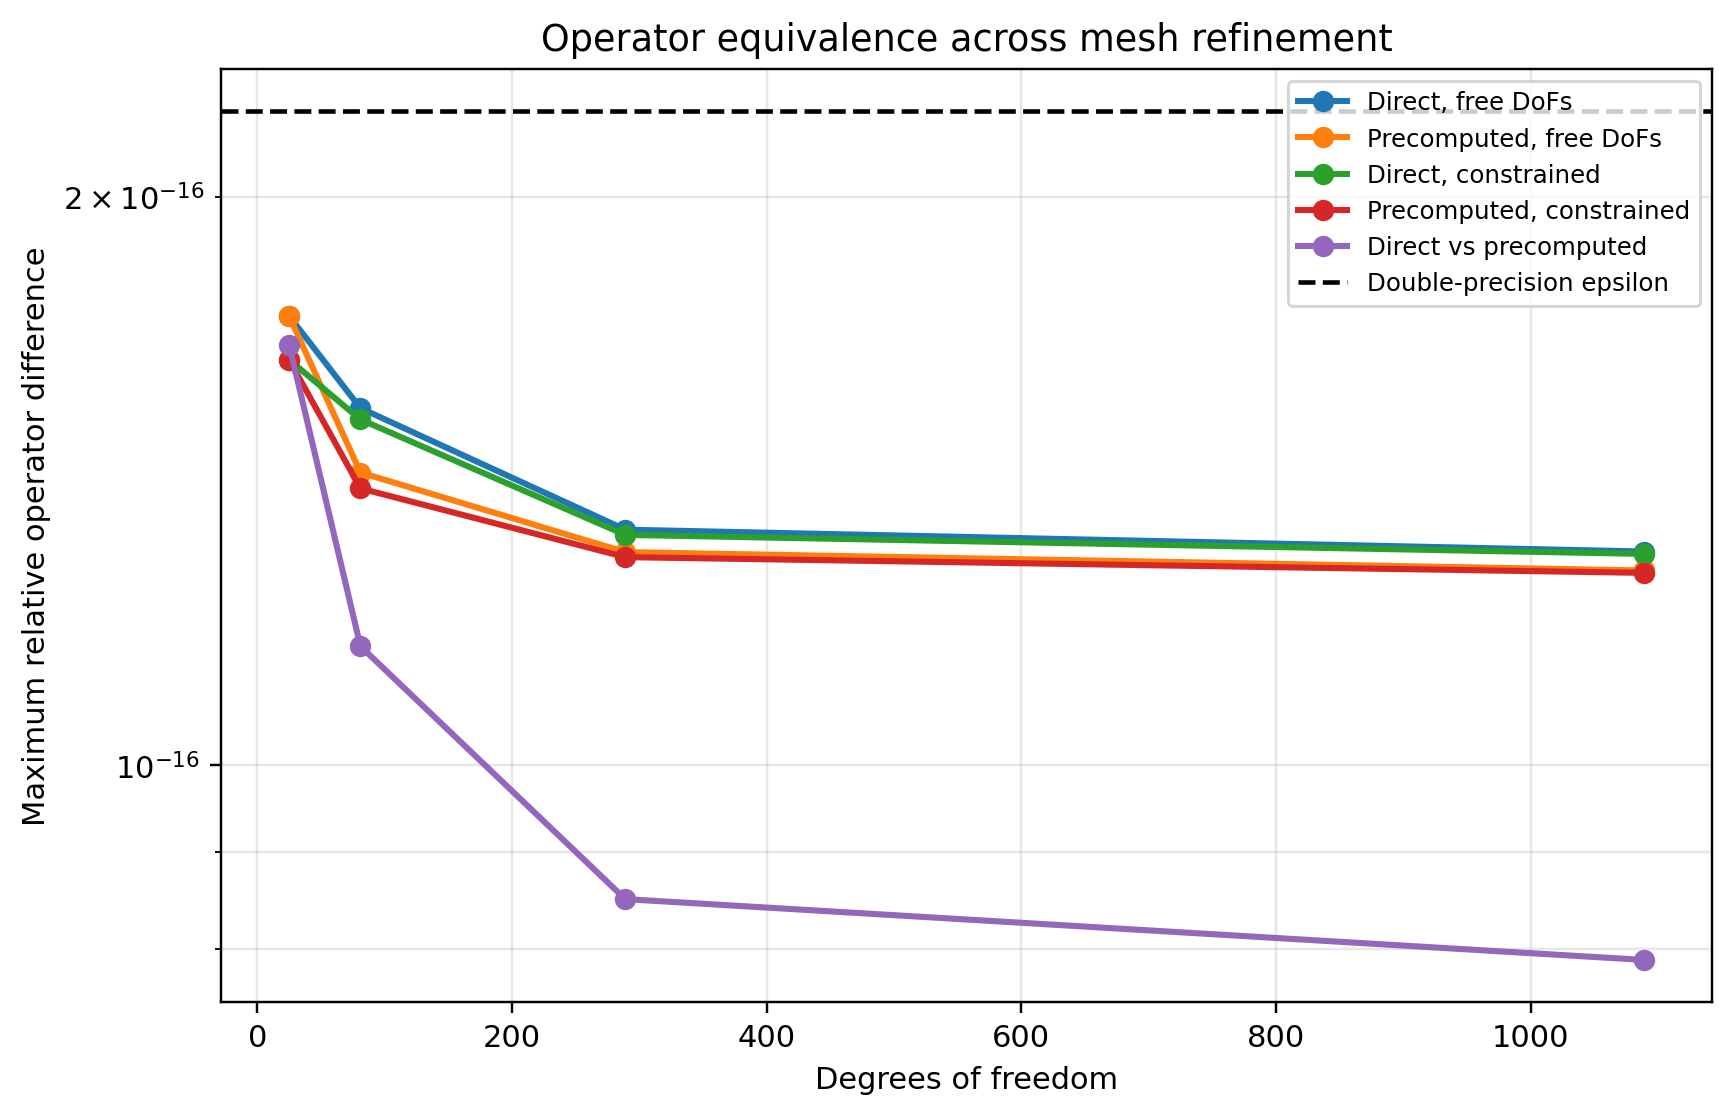 Operator equivalence across mesh refinement
Direct, free DoFs
Precomputed, free DoFs
Direct, constrained
Precomputed, constrained
Direct vs precomputed
Double-precision epsilon
Maximum relative operator difference
2 × 10⁻¹⁶
10⁻¹⁶
0 200 400 600 800 1000
Degrees of freedom